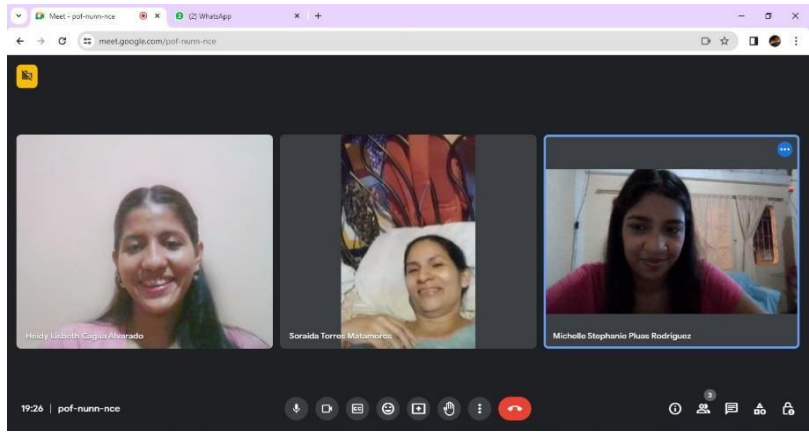 Meet - pof-nunn-nce
(2) WhatsApp
meet.google.com/pof-nunn-nce
Heidy Lisbeth Cagua Alvarado
Soraida Torres Matamoros
Michelle Stephanie Pluas Rodriguez
19:26 | pof-nunn-nce
CC
3